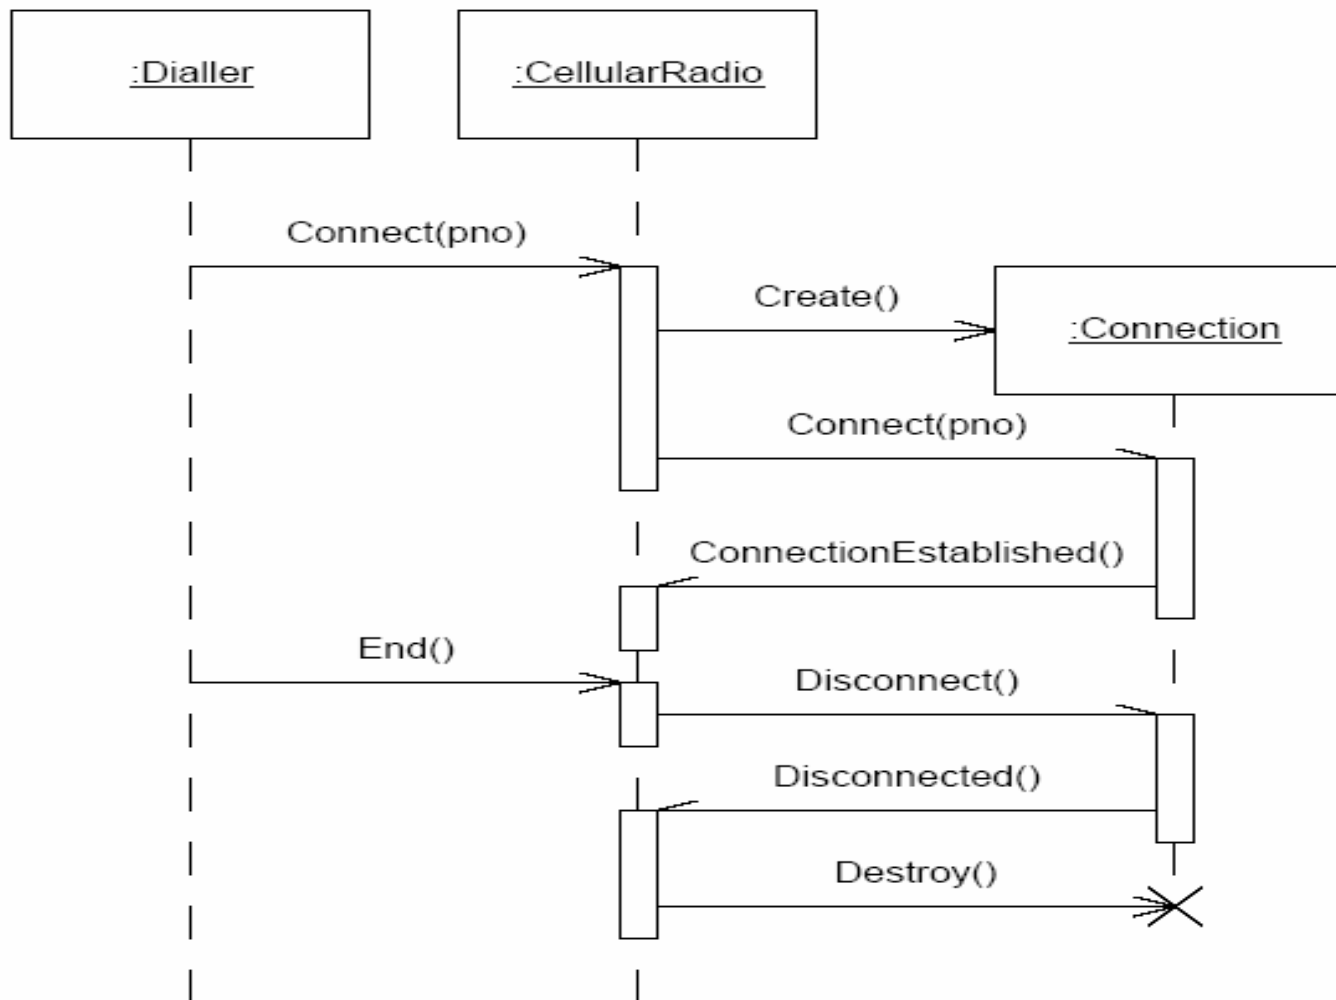 :Dialler
:CellularRadio
Connect(pno)
Create()
:Connection
Connect(pno)
ConnectionEstablished()
End()
Disconnect()
Disconnected()
Destroy()